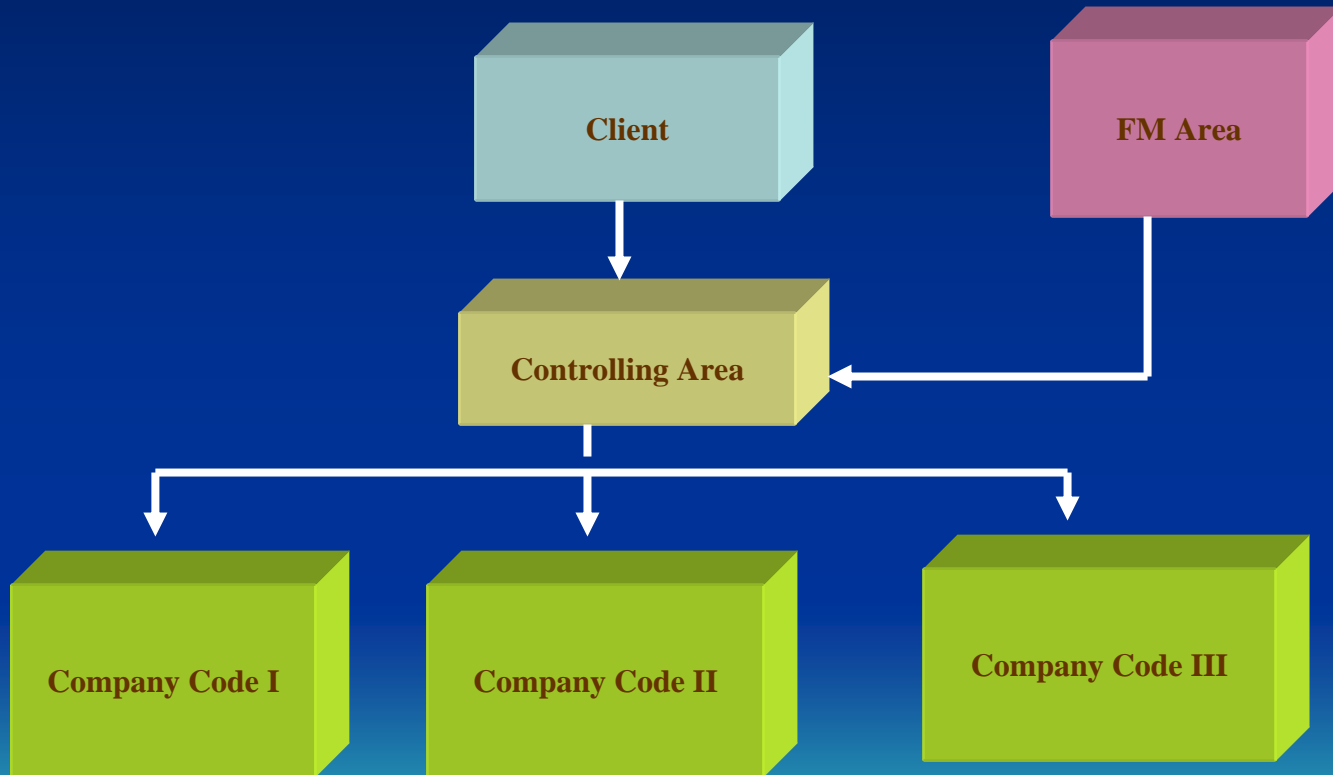 Client
FM Area
Controlling Area
Company Code I
Company Code II
Company Code III